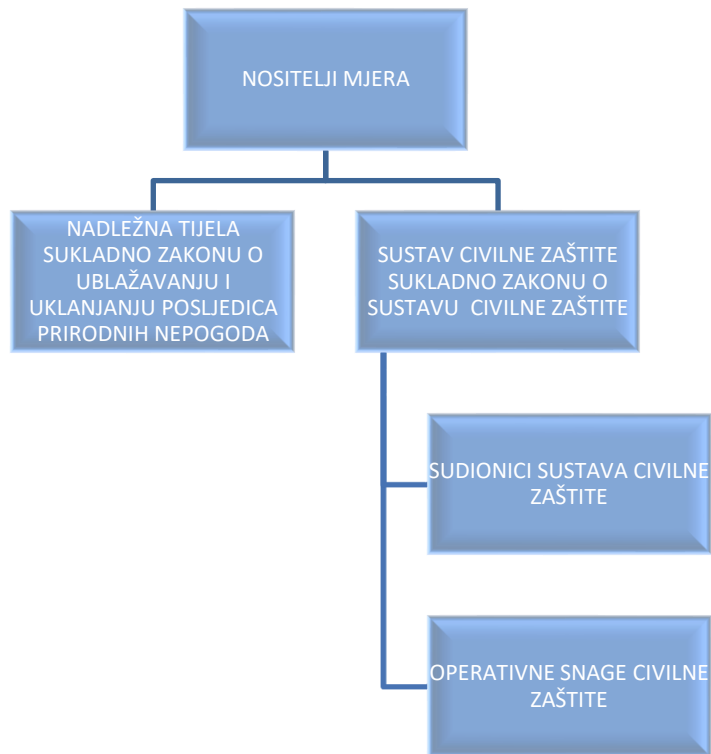 NOSITELJI MJERA
NADLEŽNA TIJELA
SUKLADNO ZAKONU O
UBLAŽAVANJU I
UKLANJANJU POSLJEDICA
PRIRODNIH NEPOGODA
SUSTAV CIVILNE ZAŠTITE
SUKLADNO ZAKONU O
SUSTAVU CIVILNE ZAŠTITE
SUDIONICI SUSTAVA CIVILNE
ZAŠTITE
OPERATIVNE SNAGE CIVILNE
ZAŠTITE